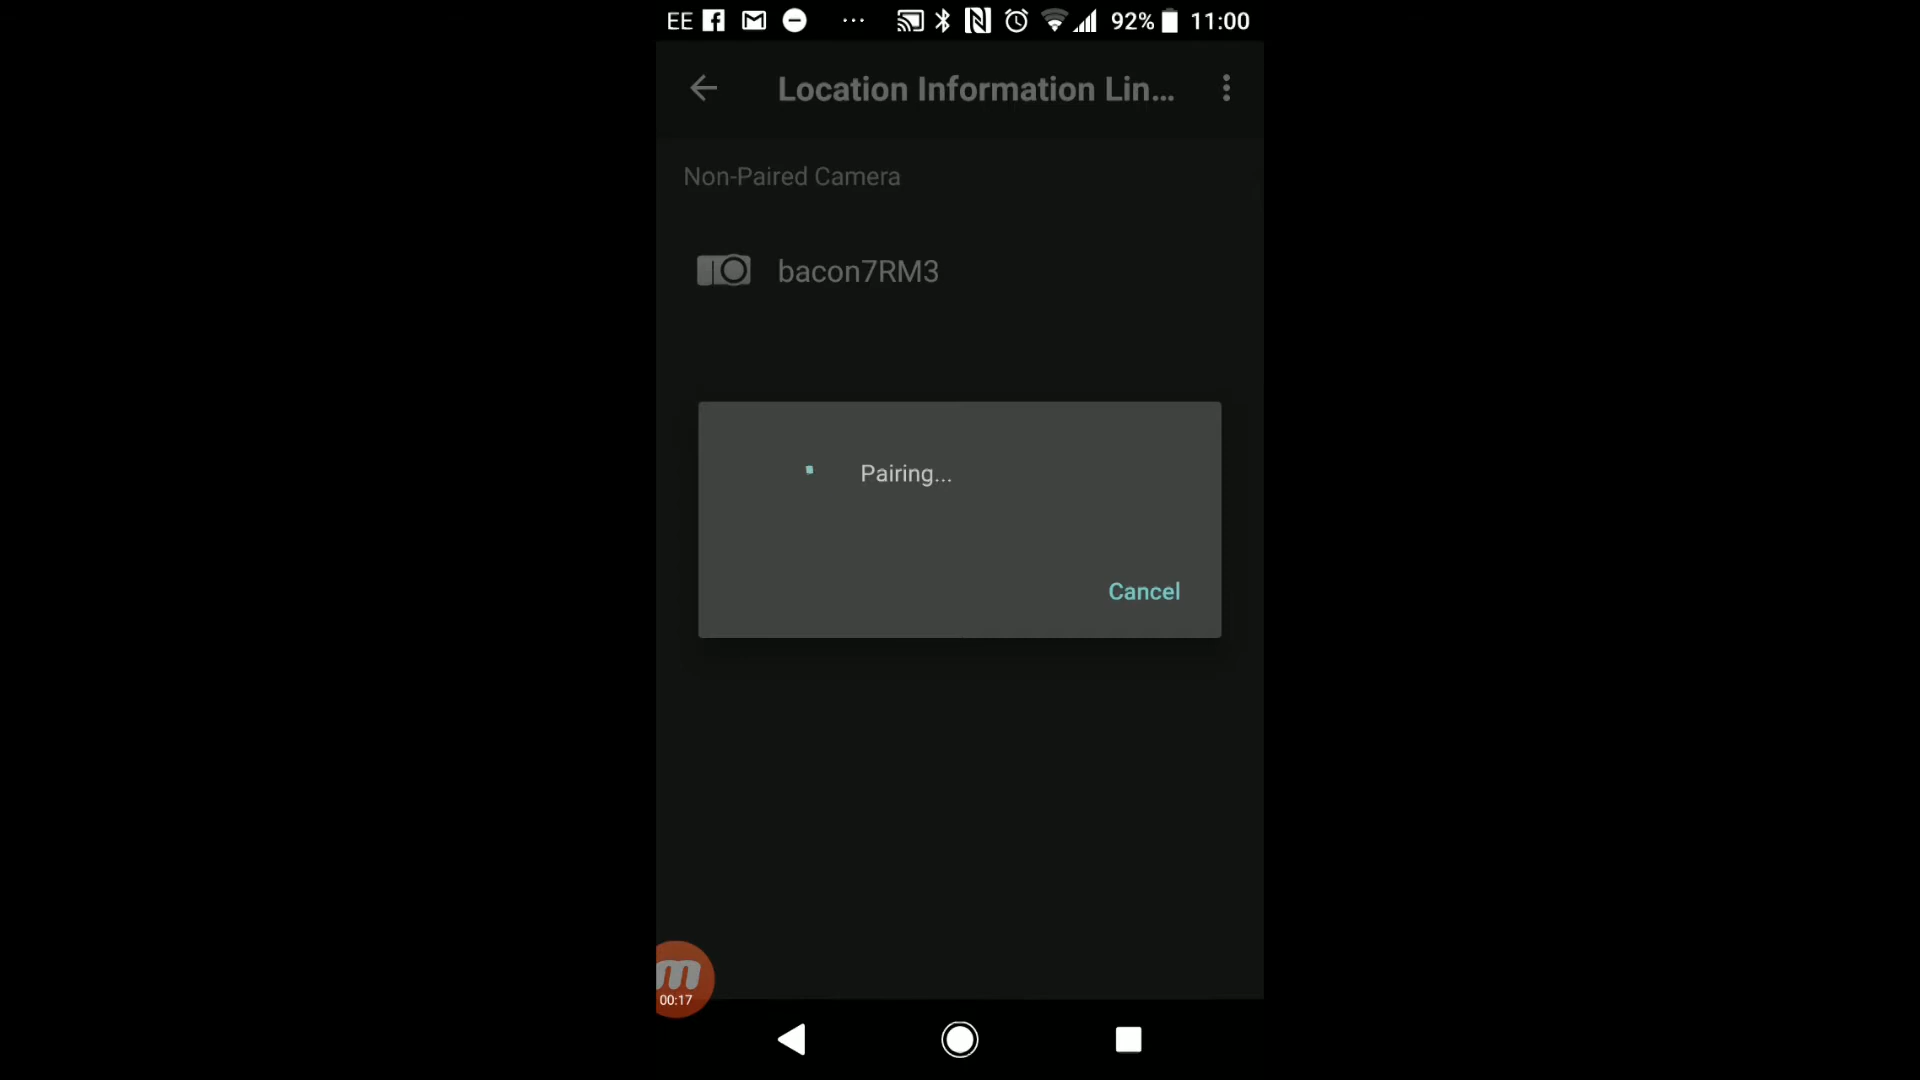 EE 92% 11:00
Location Information Lin...
Non-Paired Camera
bacon7RM3
Pairing...
Cancel
m
00:17